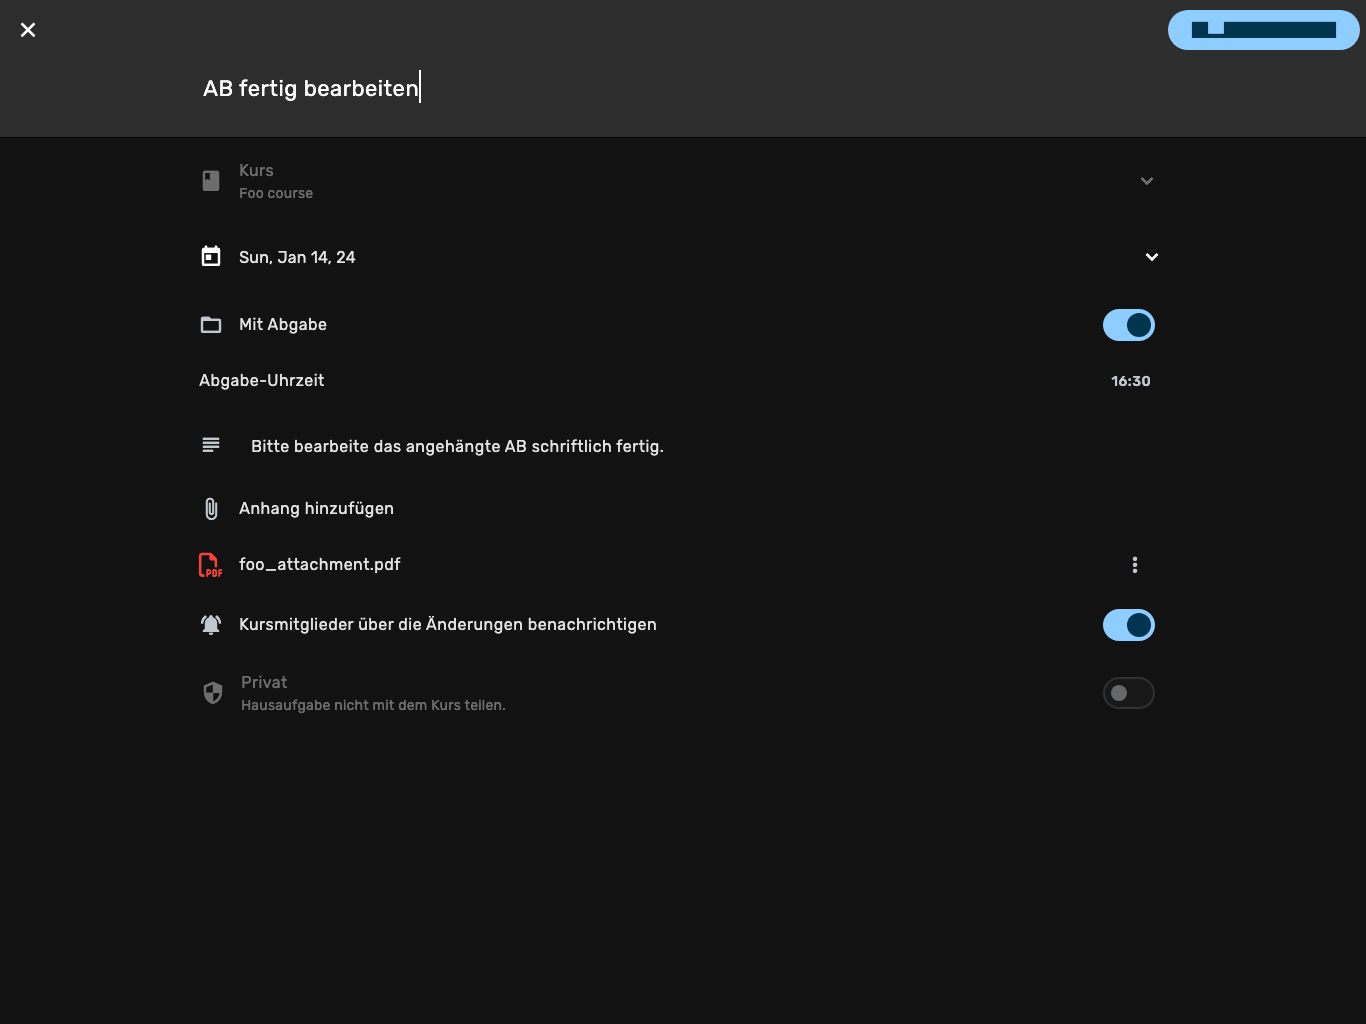 AB fertig bearbeiten
Kurs
Foo course
Sun, Jan 14, 24
Mit Abgabe
Abgabe-Uhrzeit
16:30
Bitte bearbeite das angehängte AB schriftlich fertig.
Anhang hinzufügen
PDF
foo_attachment.pdf
Kursmitglieder über die Änderungen benachrichtigen
Privat
Hausaufgabe nicht mit dem Kurs teilen.